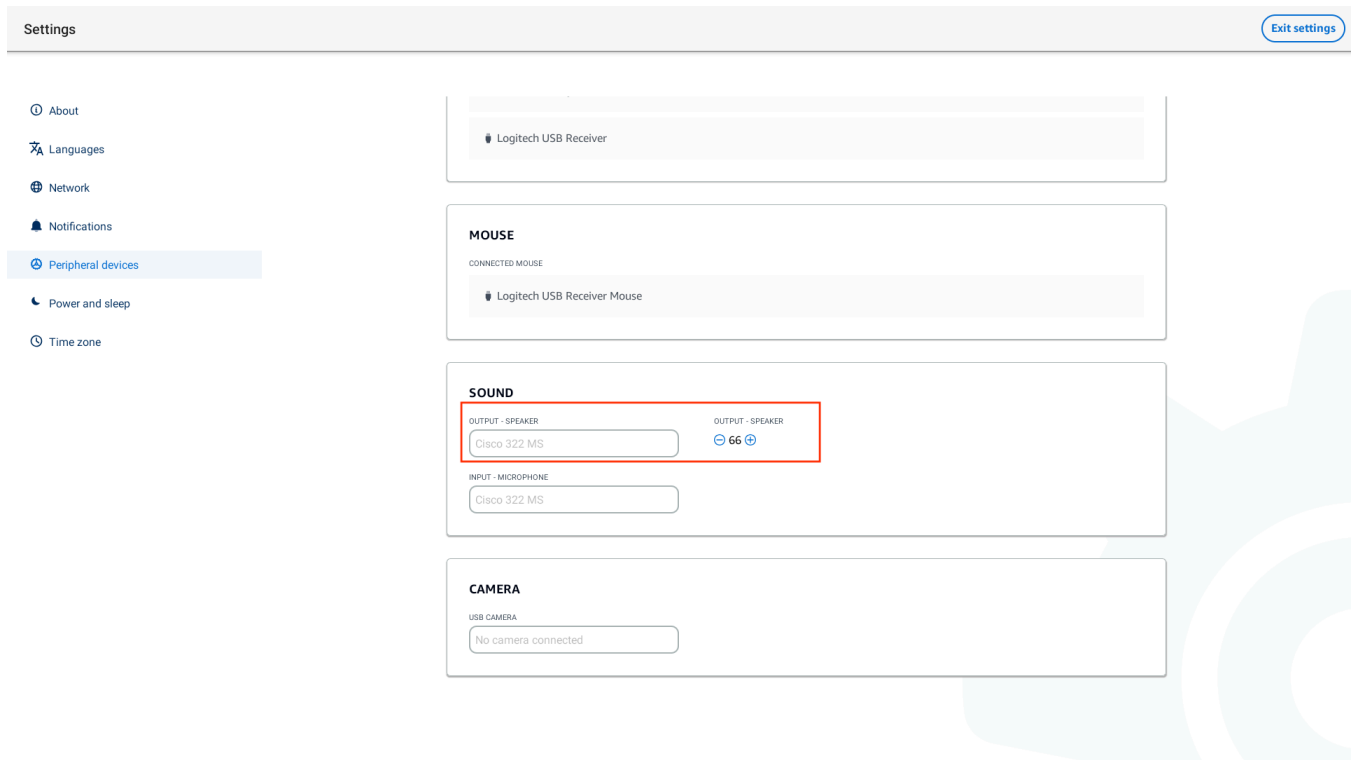 Settings
Exit settings
About
Languages
Network
Notifications
Peripheral devices
Power and sleep
Time zone
Logitech USB Receiver
MOUSE
CONNECTED MOUSE
Logitech USB Receiver Mouse
SOUND
OUTPUT - SPEAKER
OUTPUT - SPEAKER
Cisco 322 MS
66
INPUT - MICROPHONE
Cisco 322 MS
CAMERA
USB CAMERA
No camera connected